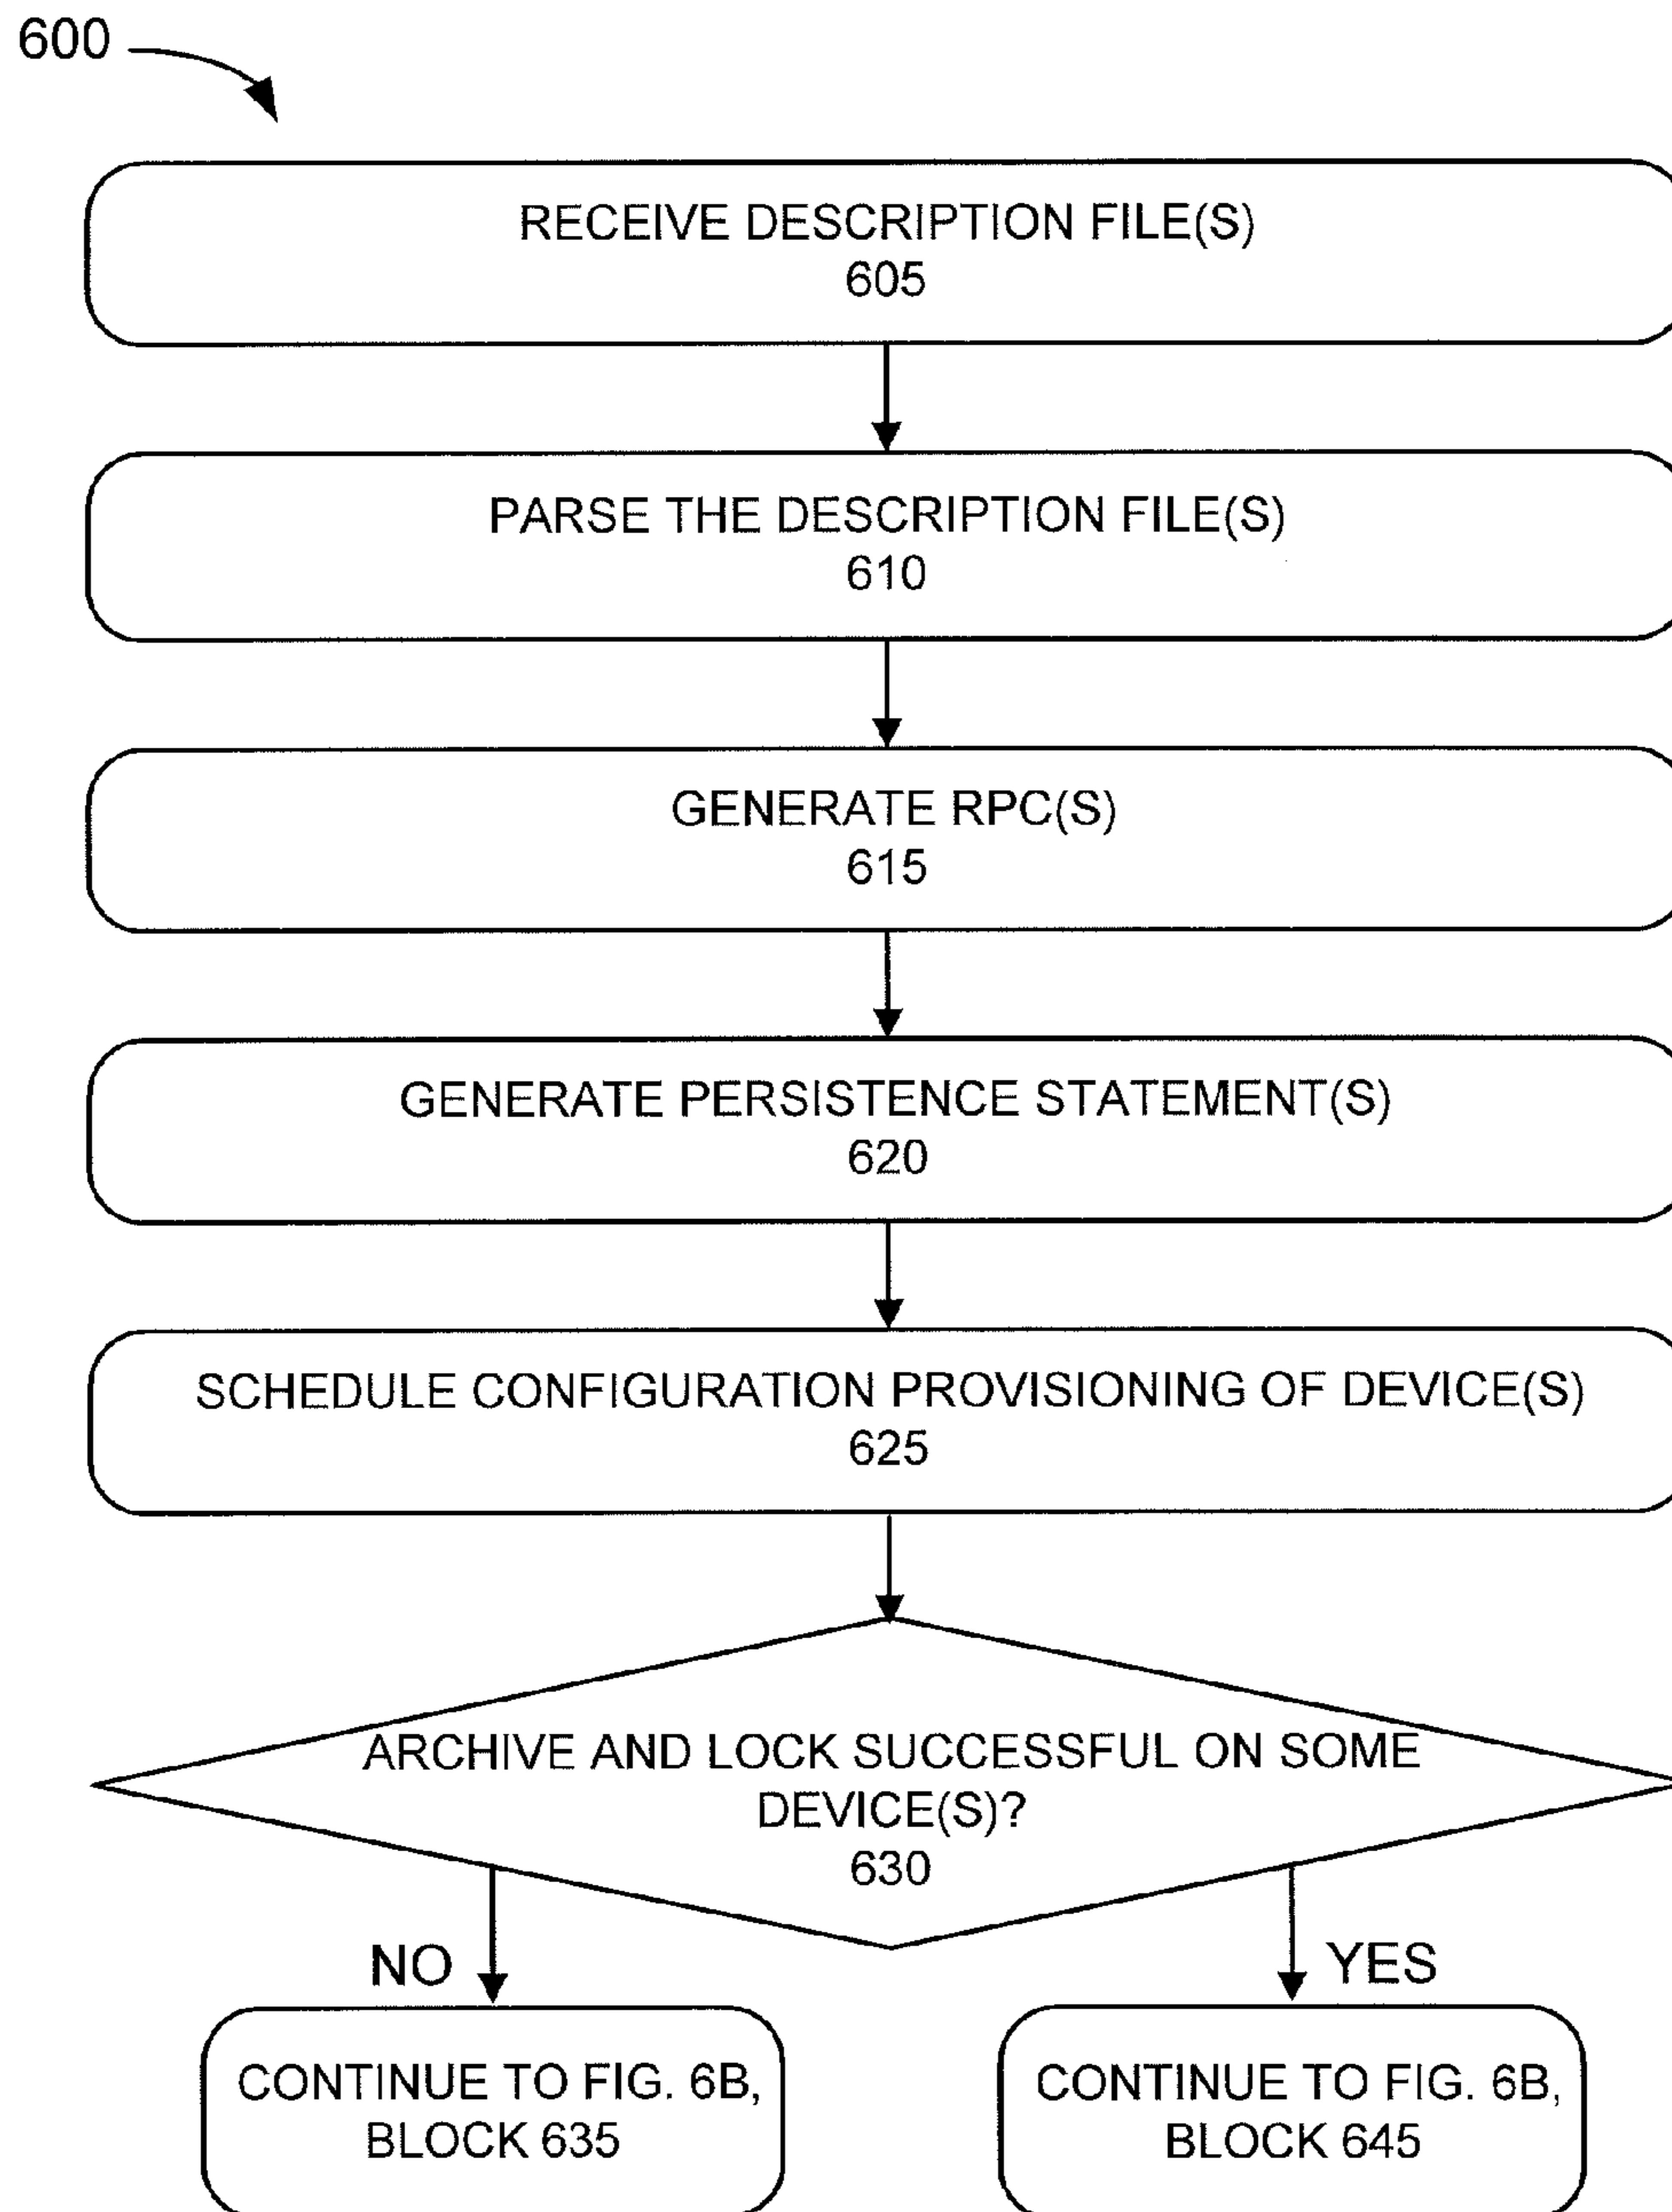 600
RECEIVE DESCRIPTION FILE(S)
605
PARSE THE DESCRIPTION FILE(S)
610
GENERATE RPC(S)
615
GENERATE PERSISTENCE STATEMENT(S)
620
SCHEDULE CONFIGURATION PROVISIONING OF DEVICE(S)
625
ARCHIVE AND LOCK SUCCESSFUL ON SOME
DEVICE(S)?
630
NO
YES
CONTINUE TO FIG. 6B,
BLOCK 635
CONTINUE TO FIG. 6B,
BLOCK 645